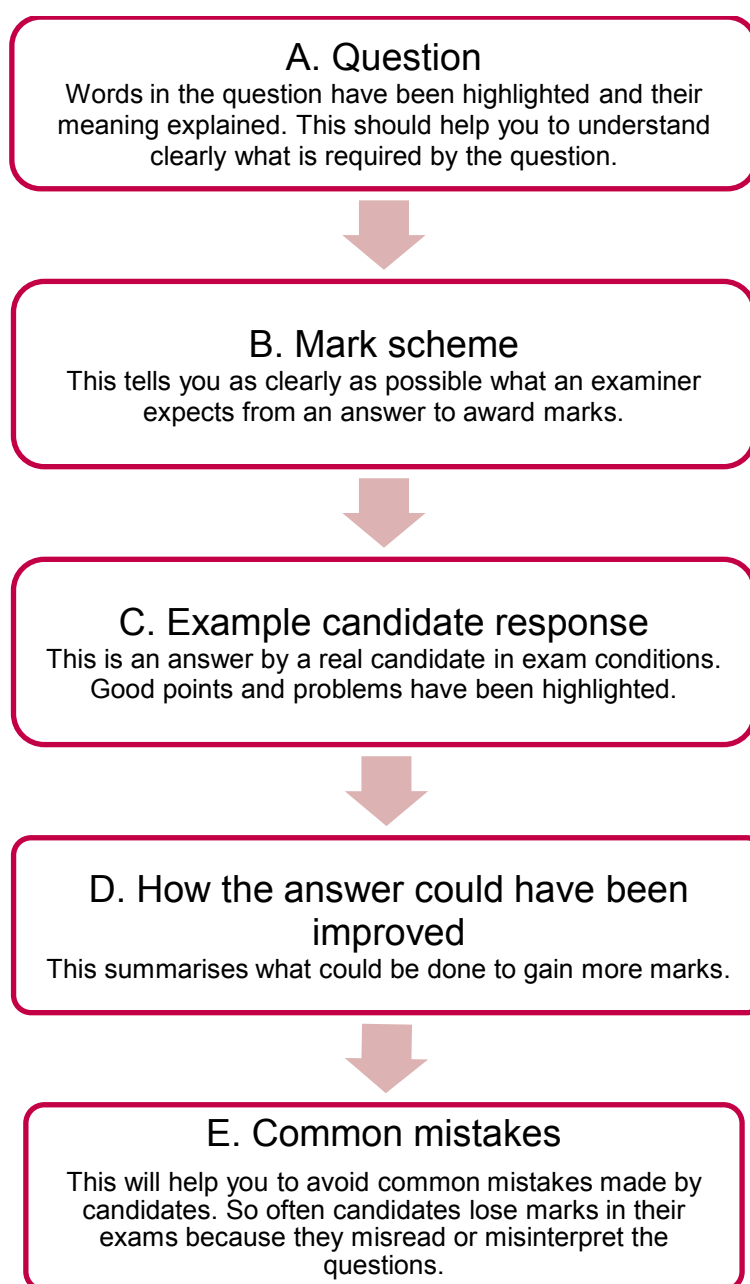 A. Question
Words in the question have been highlighted and their
meaning explained. This should help you to understand
clearly what is required by the question.
B. Mark scheme
This tells you as clearly as possible what an examiner
expects from an answer to award marks.
C. Example candidate response
This is an answer by a real candidate in exam conditions.
Good points and problems have been highlighted.
D. How the answer could have been
improved
This summarises what could be done to gain more marks.
E. Common mistakes
This will help you to avoid common mistakes made by
candidates. So often candidates lose marks in their
exams because they misread or misinterpret the
questions.